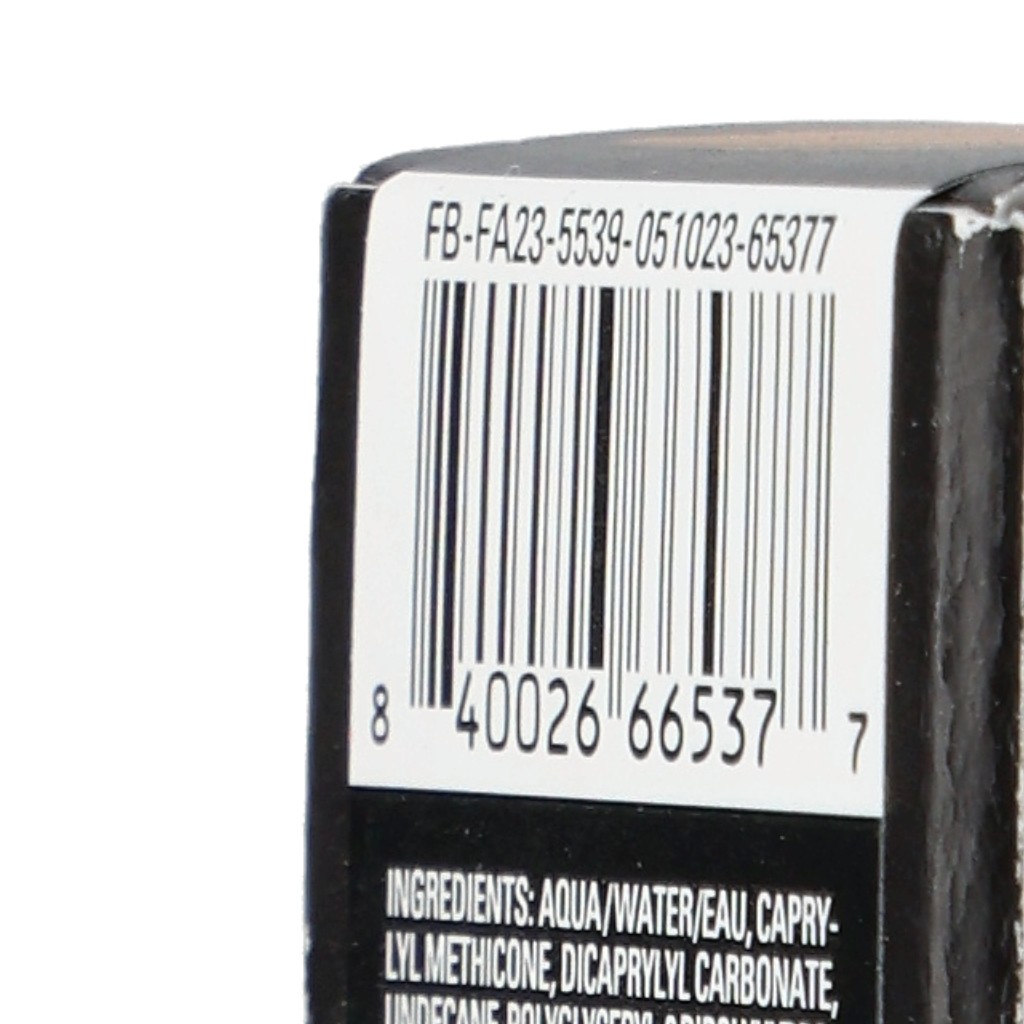 FB-FA23-5539-051023-65377
8 40026 66537 7
INGREDIENTS: AQUA/WATER/EAU, CAPRY-
LYL METHICONE, DICAPRYLYL CARBONATE,